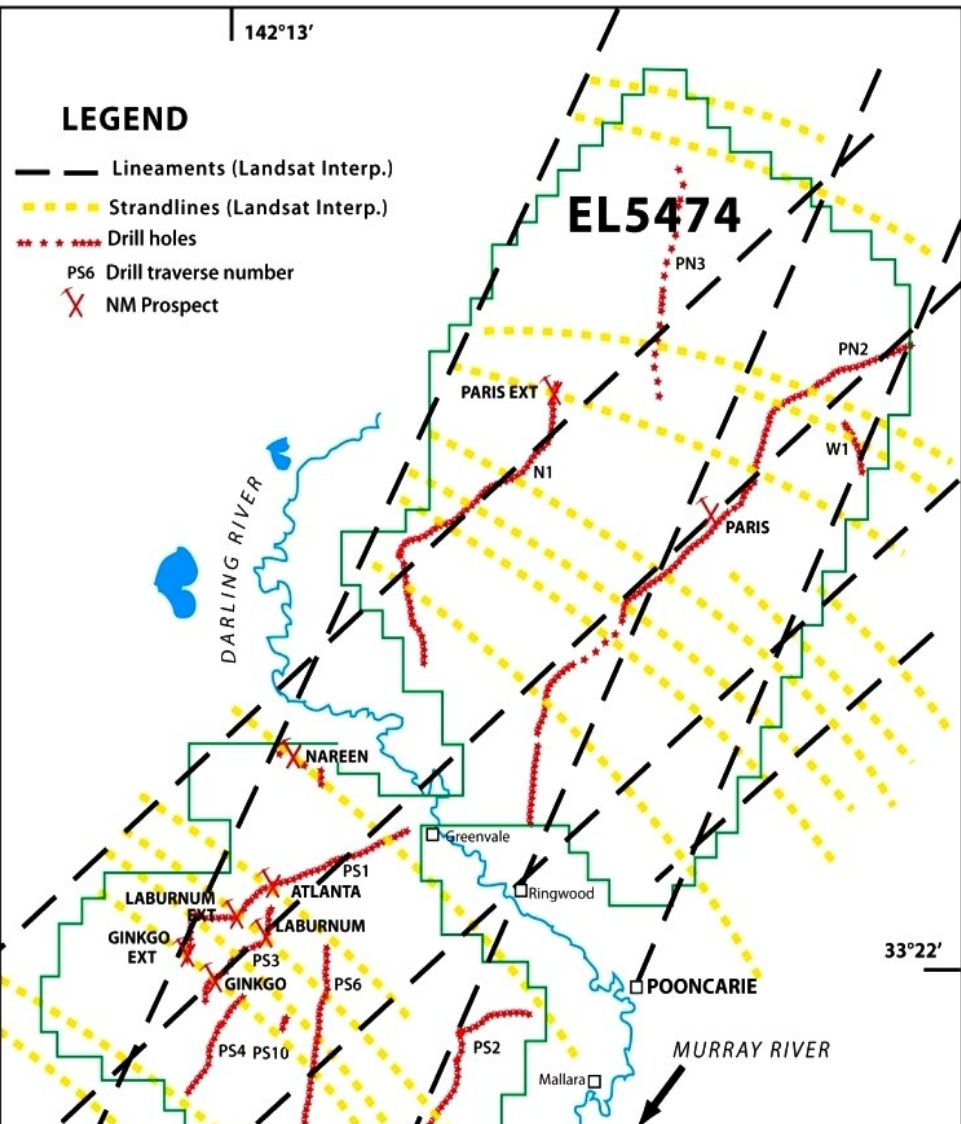 142°13’
LEGEND
Lineaments (Landsat Interp.)
Strandlines (Landsat Interp.)
Drill holes
PS6 Drill traverse number
NM Prospect
EL5474
PN3
PN2
PARIS EXT
W1
N1
DARLING RIVER
PARIS
NAREEN
Greenvale
PS1
ATLANTA
Ringwood
LABURNUM
EXT
LABURNUM
GINKGO
EXT
33°22’
PS3
GINKGO
PS6
POONCARIE
PS4
PS10
PS2
MURRAY RIVER
Mallara